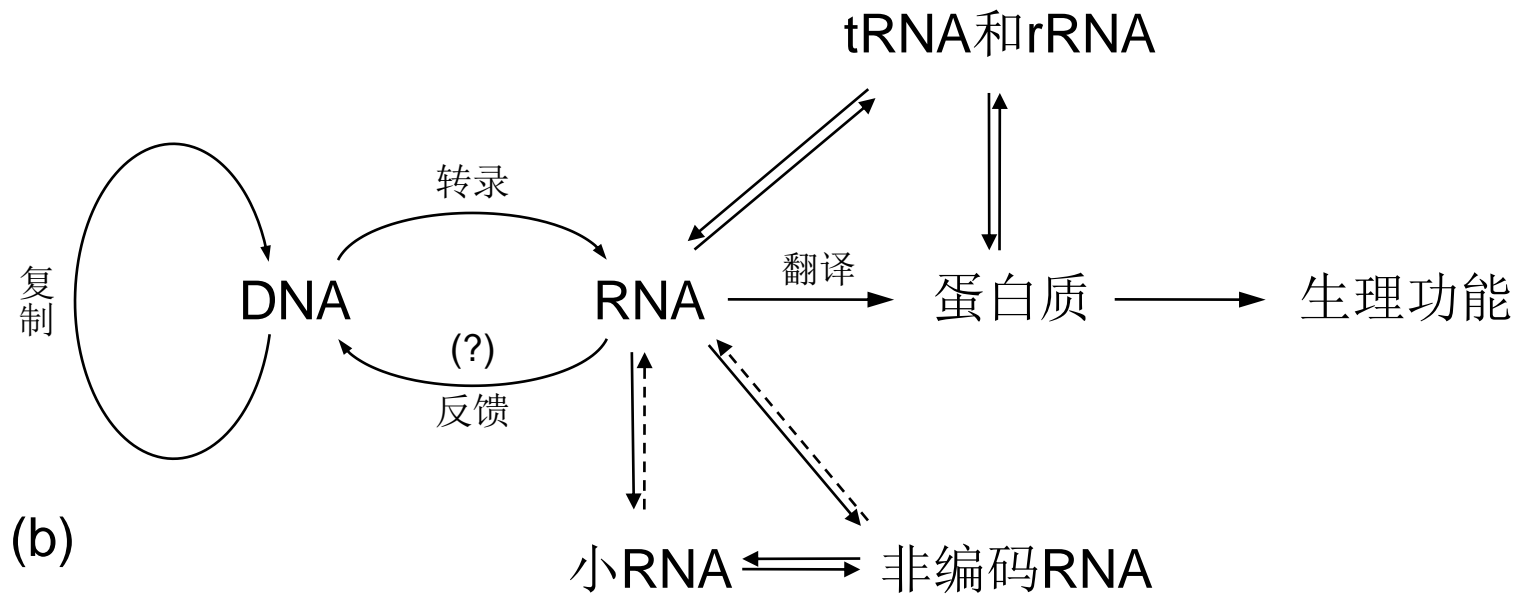 tRNA和rRNA
转录
复制
DNA
RNA
翻译
蛋白质
生理功能
(?)
反馈
(b)
小RNA
非编码RNA